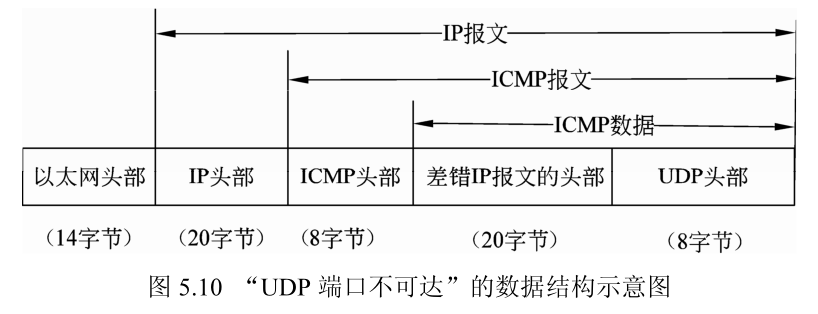 IP报文
ICMP报文
ICMP数据
以太网头部 IP头部 ICMP头部 差错IP报文的头部 UDP头部
（14字节） （20字节） （8字节） （20字节） （8字节）
图 5.10 “UDP 端口不可达”的数据结构示意图